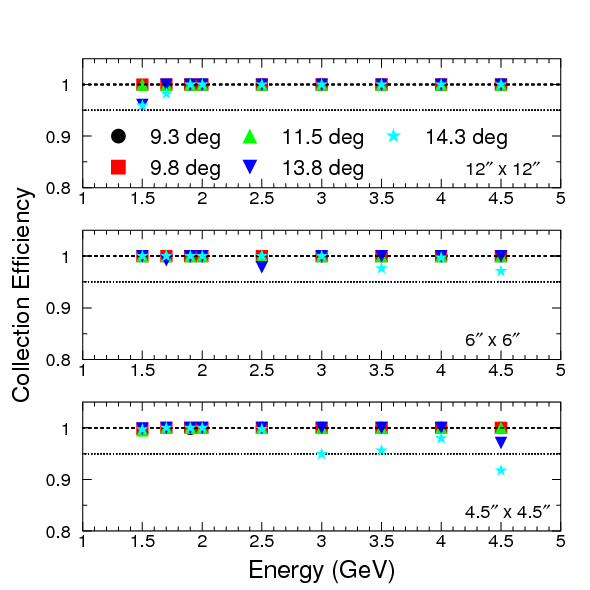 1
0.9
0.8
9.3 deg 11.5 deg 14.3 deg
9.8 deg 13.8 deg
12″ x 12″
1 1.5 2 2.5 3 3.5 4 4.5 5
1
0.9
0.8
6″ x 6″
1 1.5 2 2.5 3 3.5 4 4.5 5
1
0.9
0.8
4.5″ x 4.5″
1 1.5 2 2.5 3 3.5 4 4.5 5
Collection Efficiency
Energy (GeV)